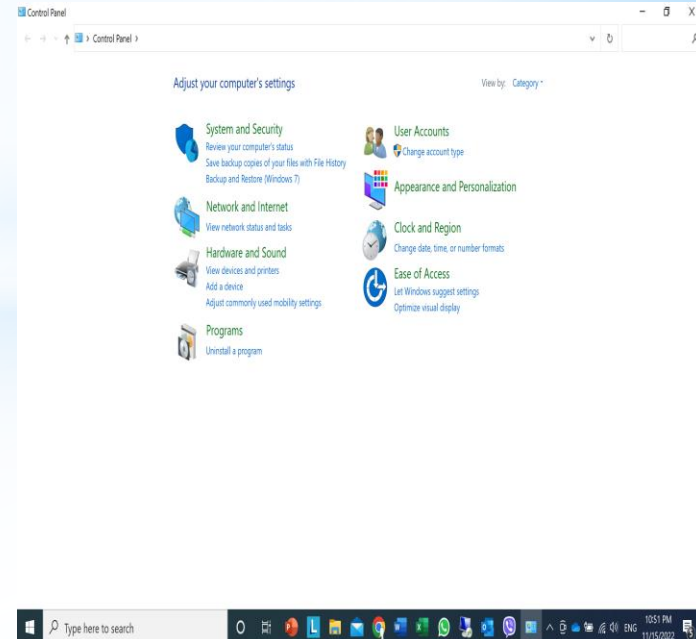 Control Panel
Control Panel
Adjust your computer's settings
View by: Category
System and Security
Review your computer's status
Save backup copies of your files with File History
Backup and Restore (Windows 7)
Network and Internet
View network status and tasks
Hardware and Sound
View devices and printers
Add a device
Adjust commonly used mobility settings
Programs
Uninstall a program
User Accounts
Change account type
Appearance and Personalization
Clock and Region
Change date, time, or number formats
Ease of Access
Let Windows suggest settings
Optimize visual display
Type here to search
L
ENG
10:51 PM
11/15/2022